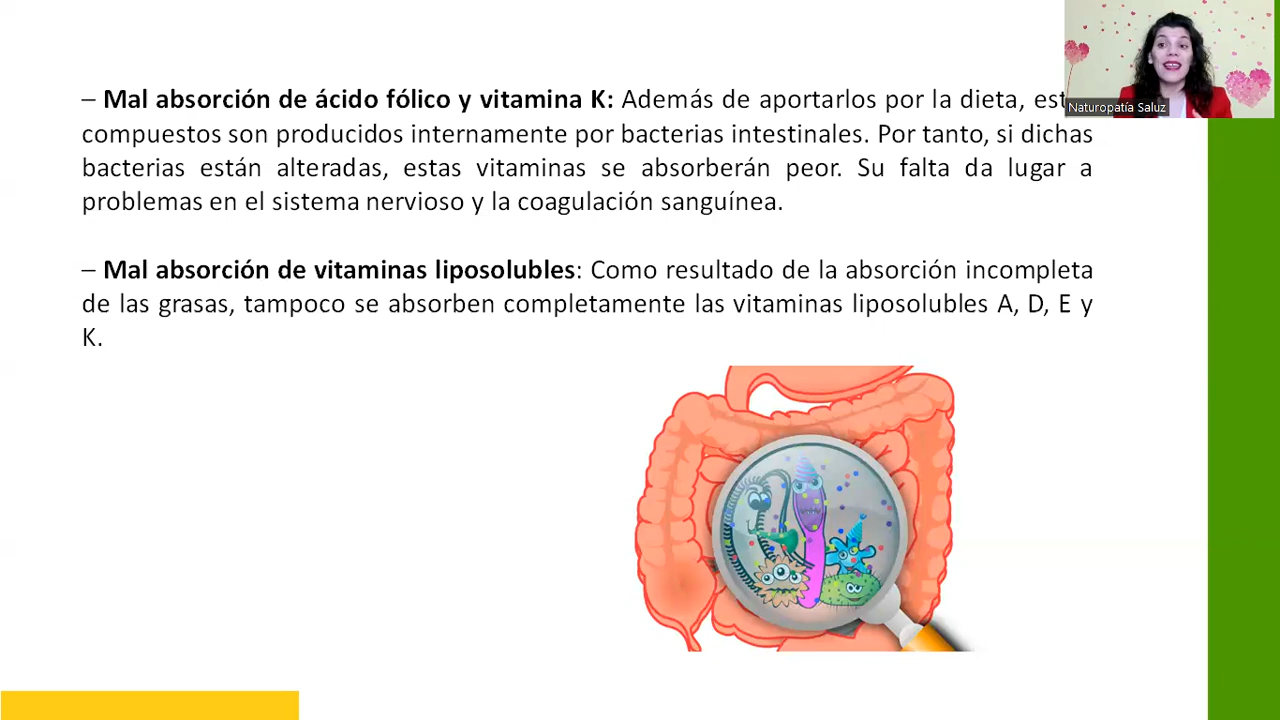 – Mal absorción de ácido fólico y vitamina K: Además de aportarlos por la dieta,
compuestos son producidos internamente por bacterias intestinales. Por tanto, si dichas
bacterias están alteradas, estas vitaminas se absorberán peor. Su falta da lugar a
problemas en el sistema nervioso y la coagulación sanguínea.
– Mal absorción de vitaminas liposolubles: Como resultado de la absorción incompleta
de las grasas, tampoco se absorben completamente las vitaminas liposolubles A, D, E y
K.
Naturopatía Saluz